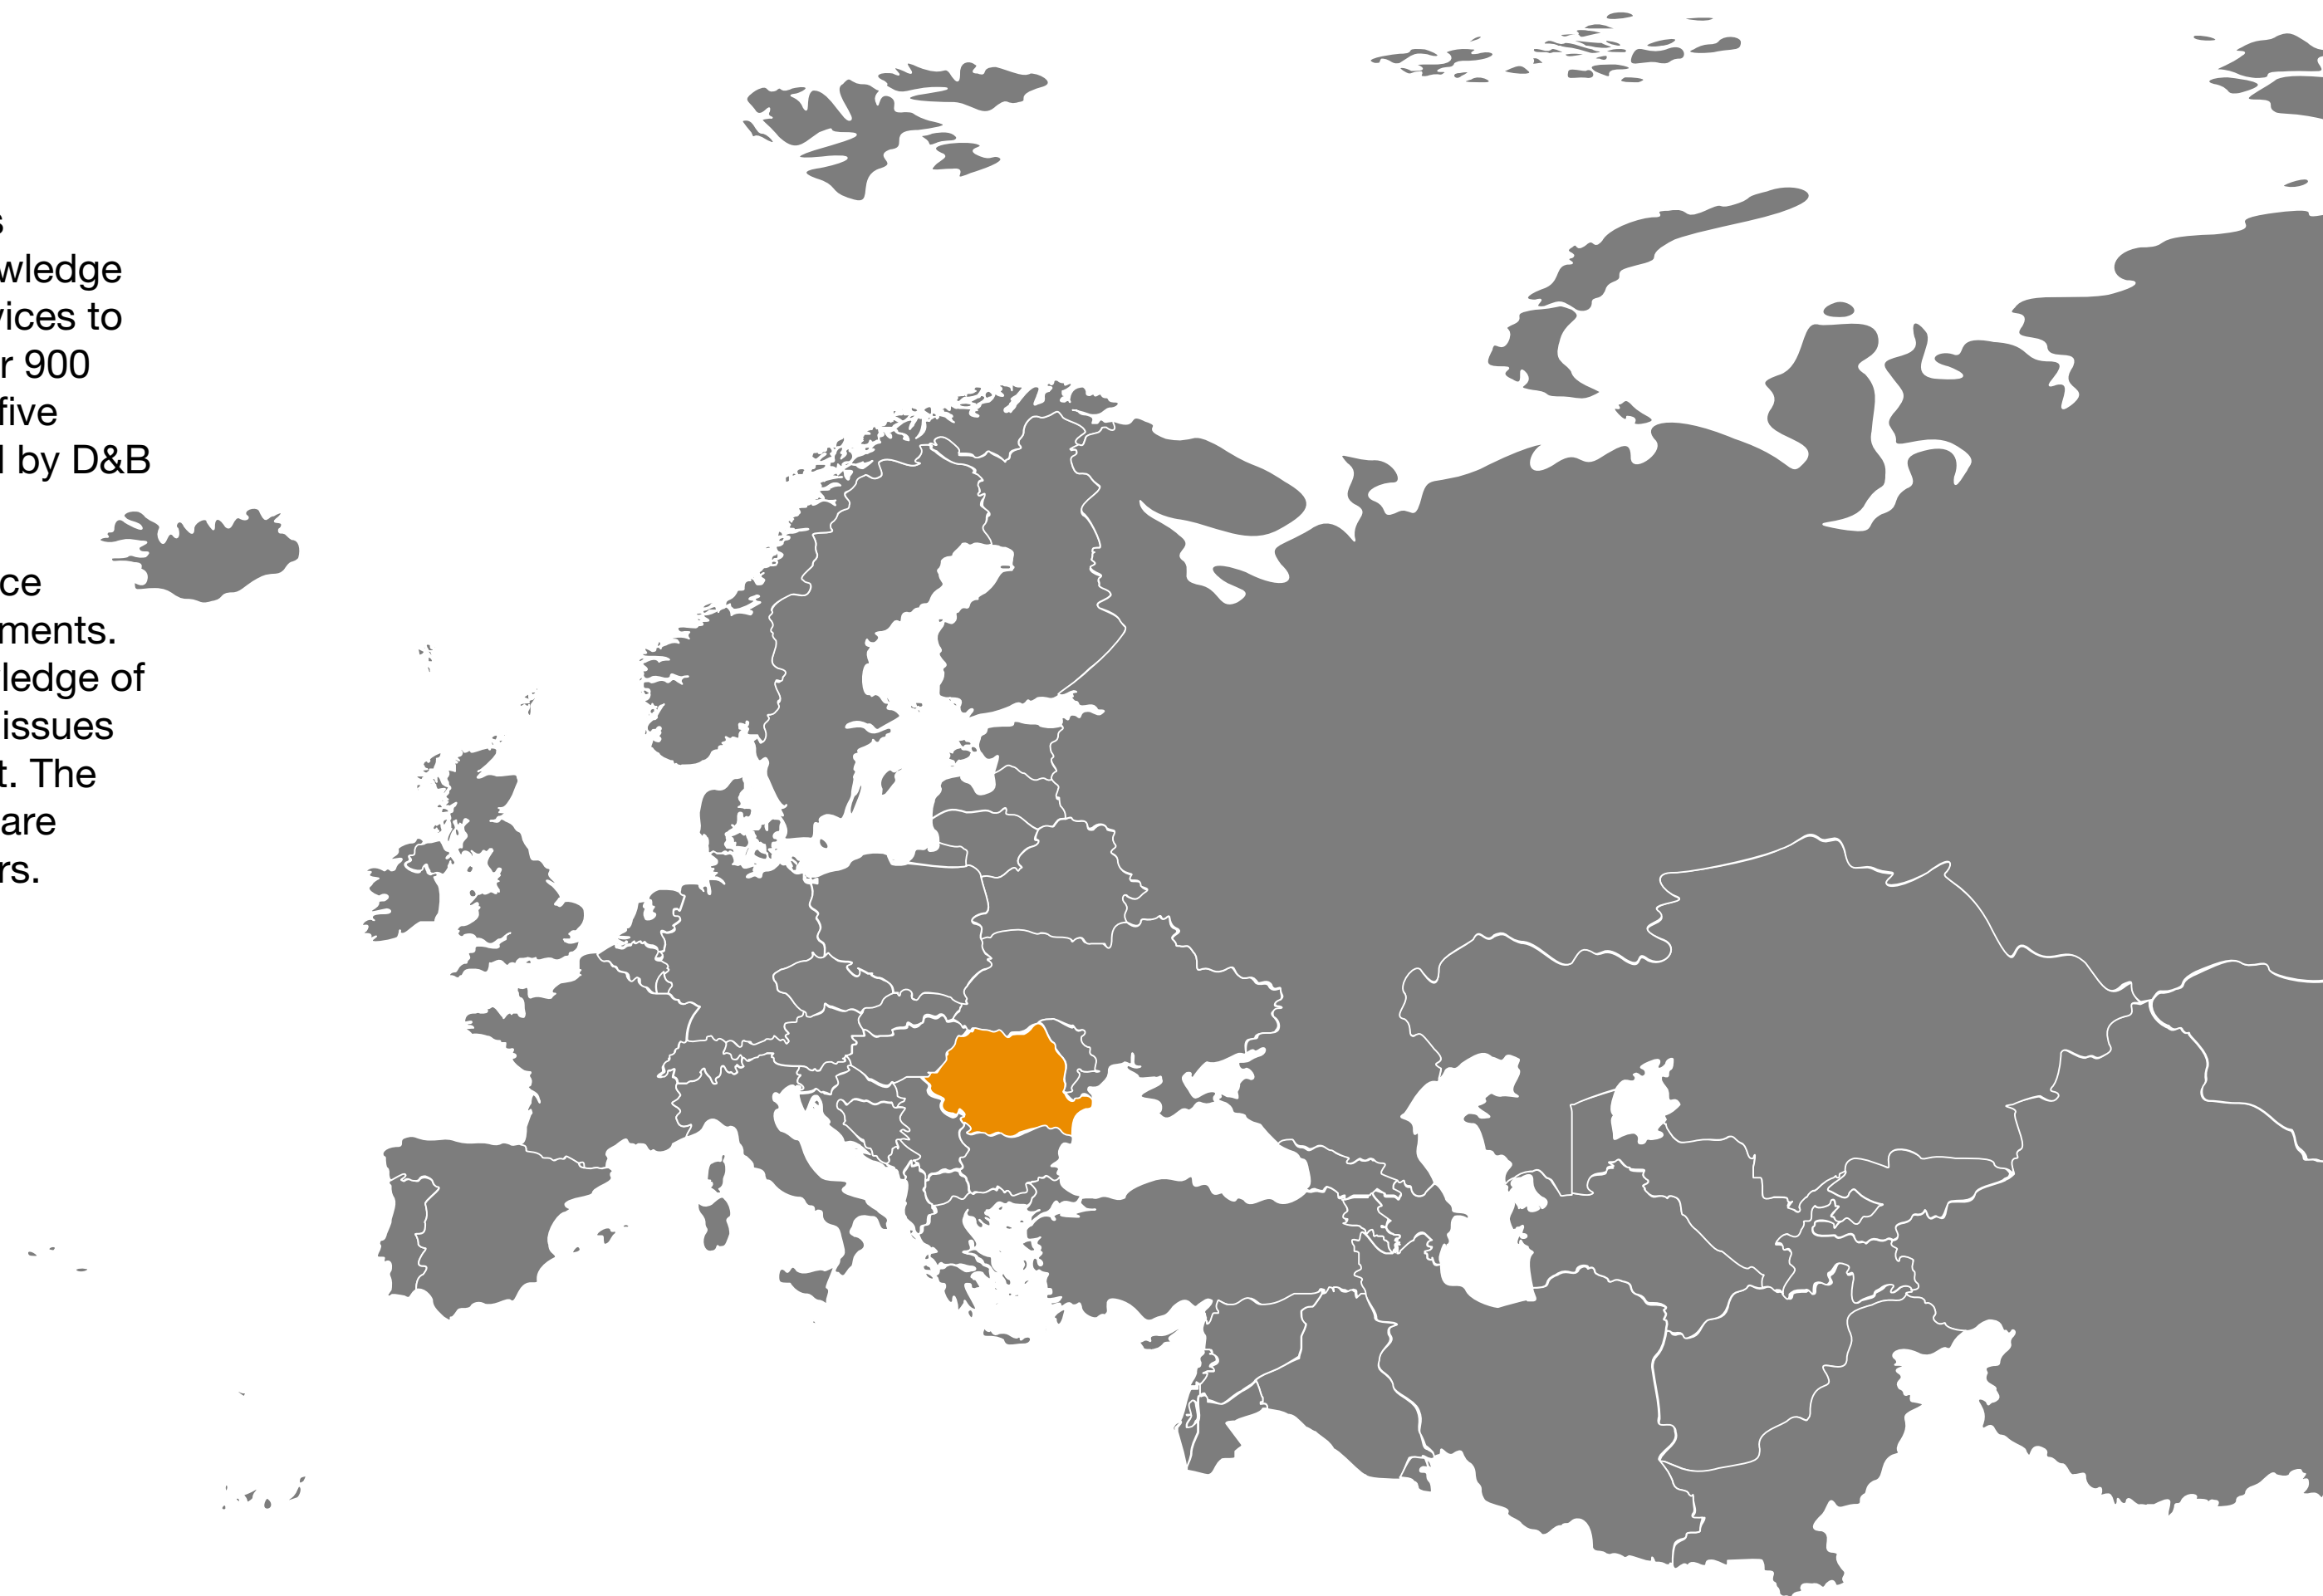 s
wledge
vices to
r 900
five
l by D&B
ce
ments.
ledge of
issues
t. The
are
rs.